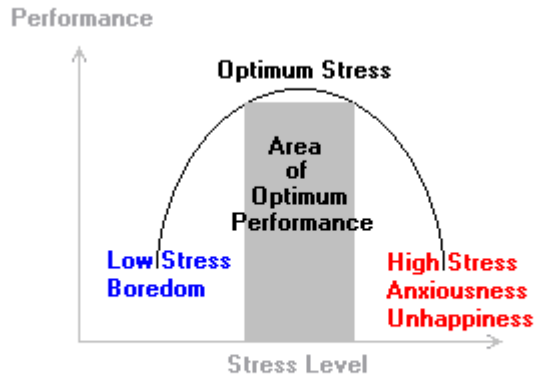 Performance
Optimum Stress
Area
of
Optimum
Performance
Low Stress
Boredom
High Stress
Anxiousness
Unhappiness
Stress Level